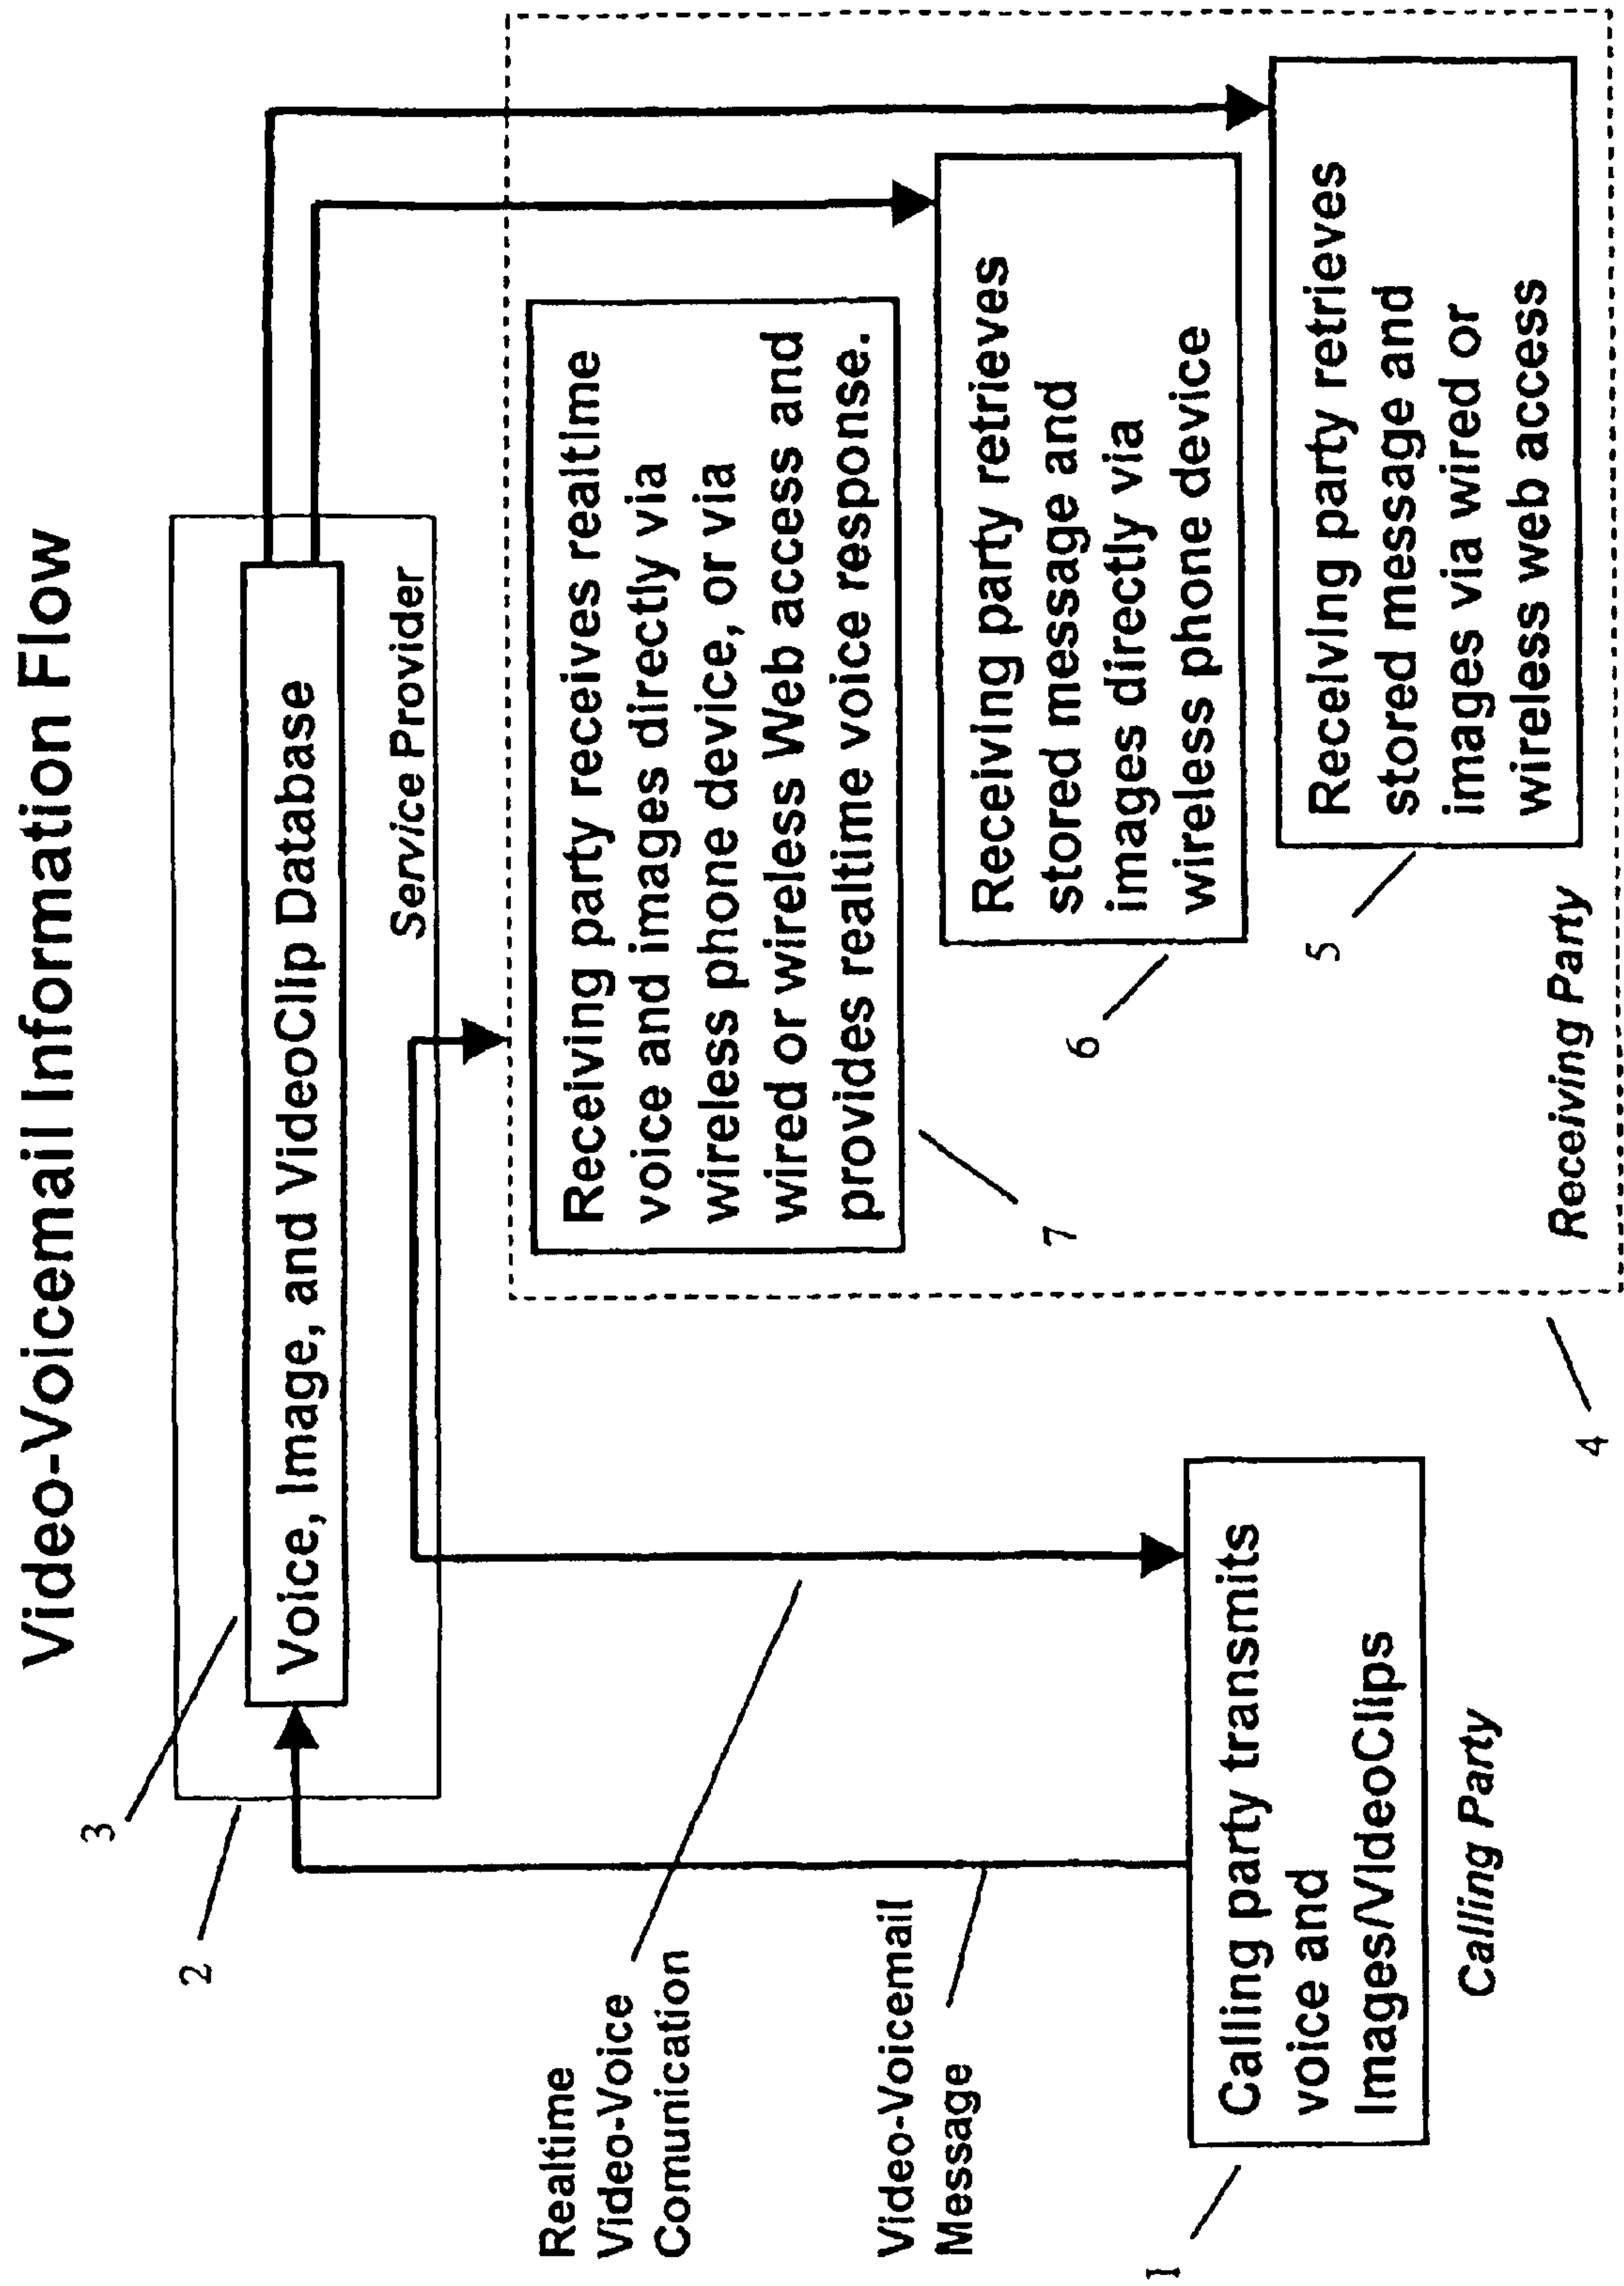 Video-Voicemail Information Flow
3
2
Voice, Image, and VideoClip Database
Service Provider
Realtime
Video-Voice
Comunication
Video-Voicemail
Message
Receiving party receives realtime
voice and images directly via
wireless phone device, or via
wired or wireless Web access and
provides realtime voice response.
7
Receiving party retrieves
stored message and
images directly via
wireless phone device
6
Receiving party retrieves
stored message and
images via wired or
wireless web access
5
Receiving Party
4
1
Calling party transmits
voice and
Images/VideoClips
Calling Party